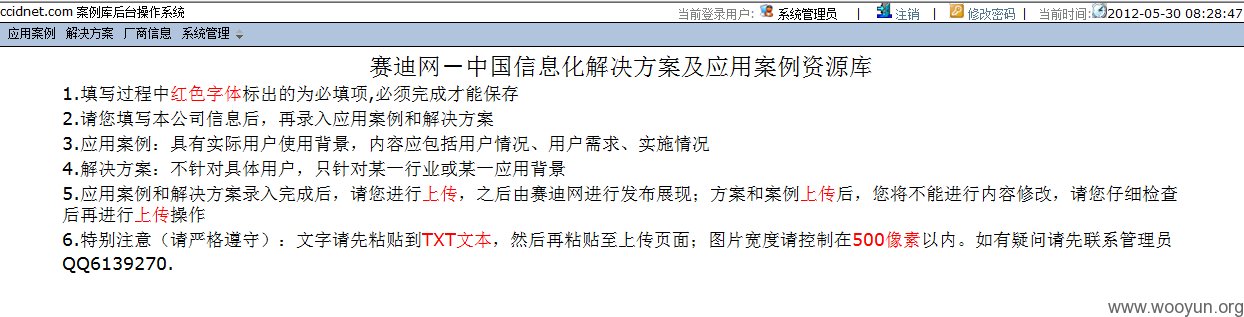 ccidnet.com 案例库后台操作系统 当前登录用户: 系统管理员 | 注销 | 修改密码 | 当前时间: 2012-05-30 08:28:47
应用案例 解决方案 厂商信息 系统管理
赛迪网－中国信息化解决方案及应用案例资源库
1.填写过程中红色字体标出的为必填项,必须完成才能保存
2.请您填写本公司信息后，再录入应用案例和解决方案
3.应用案例：具有实际用户使用背景，内容应包括用户情况、用户需求、实施情况
4.解决方案：不针对具体用户，只针对某一行业或某一应用背景
5.应用案例和解决方案录入完成后，请您进行上传，之后由赛迪网进行发布展现；方案和案例上传后，您将不能进行内容修改，请您仔细检查
后再进行上传操作
6.特别注意（请严格遵守）：文字请先粘贴到TXT文本，然后再粘贴至上传页面；图片宽度请控制在500像素以内。如有疑问请先联系管理员
QQ6139270.
www.wooyun.org